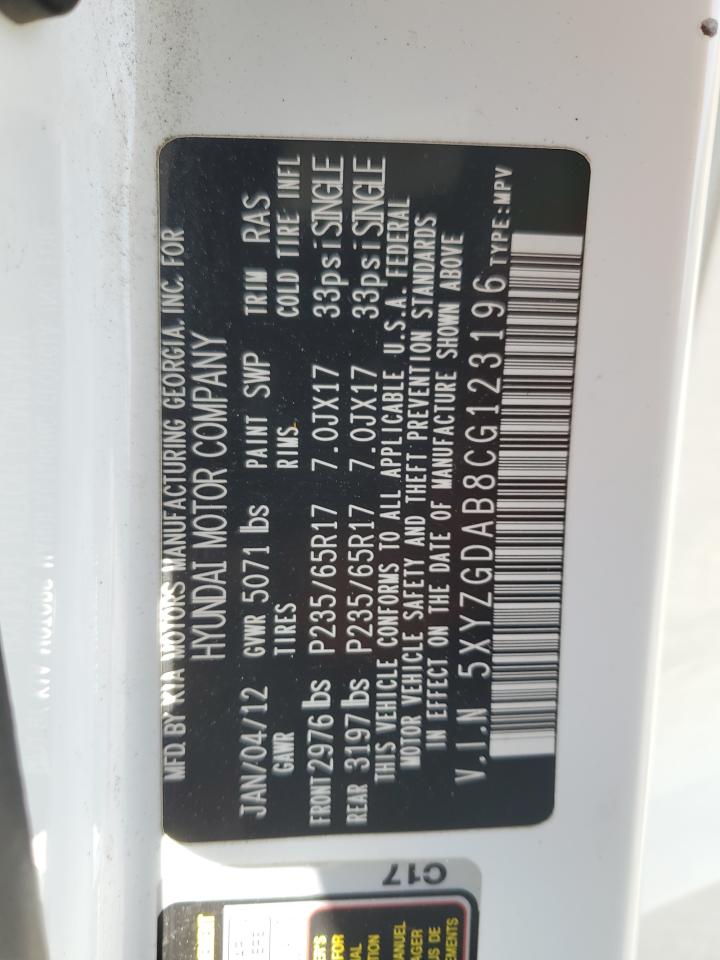 MFD. BY KIA MOTORS MANUFACTURING GEORGIA, INC. FOR
HYUNDAI MOTOR COMPANY
JAN/04/12 GVWR 5071 lbs PAINT SWP TRIM RAS
GAWR TIRES RIMS COLD TIRE INFL
FRONT 2976 lbs P235/65R17 7.0JX17 33psi SINGLE
REAR 3197 lbs P235/65R17 7.0JX17 33psi SINGLE
THIS VEHICLE CONFORMS TO ALL APPLICABLE U.S.A. FEDERAL
MOTOR VEHICLE SAFETY AND THEFT PREVENTION STANDARDS
IN EFFECT ON THE DATE OF MANUFACTURE SHOWN ABOVE
V.I.N 5XYZGDAB8CG123196 TYPE:MPV
C17
MANUEL